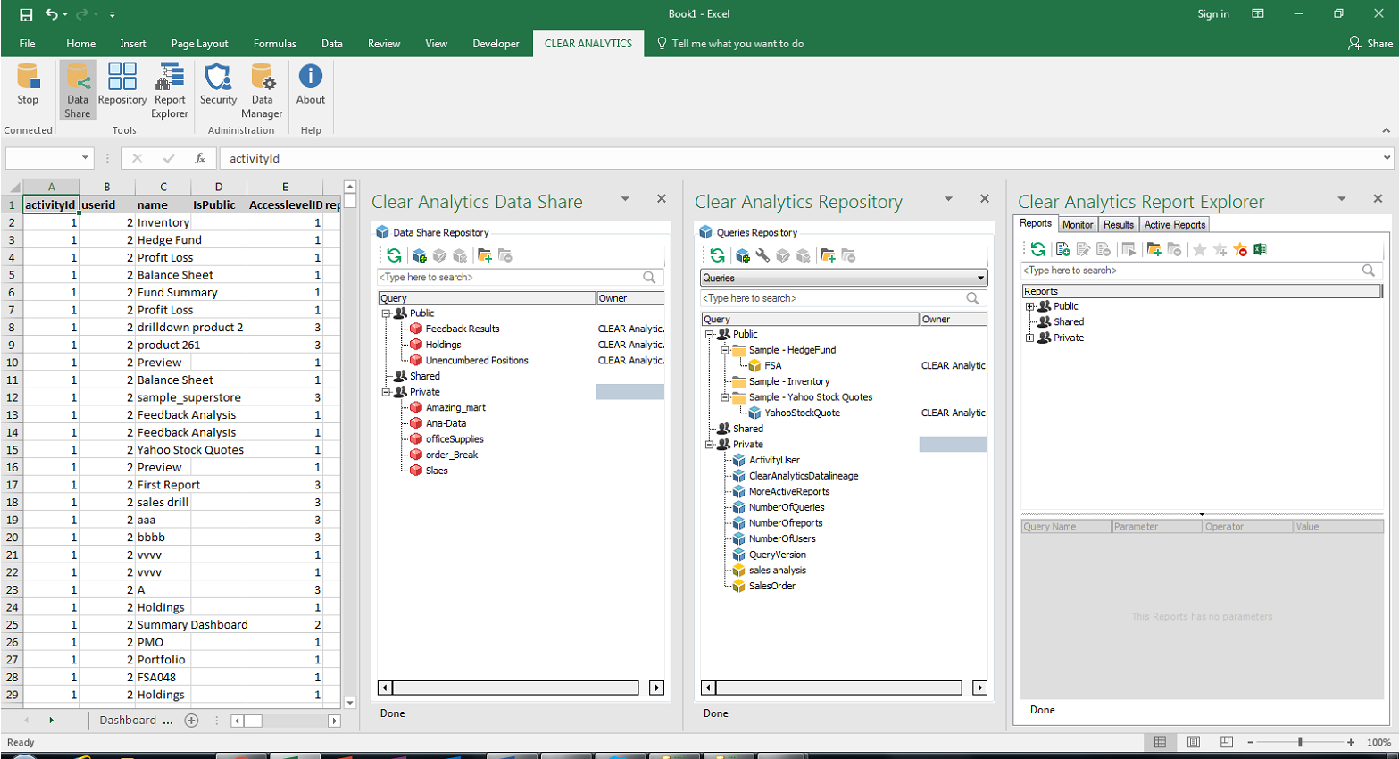 Book1 - Excel
Sign in
File Home Insert Page Layout Formulas Data Review View Developer CLEAR ANALYTICS Tell me what you want to do Share
Stop Data Share Repository Report Explorer Security Data Manager About
Connected Tools Administration Help
fx activityId
A B C D E
1 activityId userid name IsPublic AccesslevelID rep
2 1 2 Inventory 1
3 1 2 Hedge Fund 1
4 1 2 Profit Loss 1
5 1 2 Balance Sheet 1
6 1 2 Fund Summary 1
7 1 2 Profit Loss 1
8 1 2 drilldown product 2 3
9 1 2 product 261 3
10 1 2 Preview 1
11 1 2 Balance Sheet 1
12 1 2 sample_superstore 3
13 1 2 Feedback Analysis 1
14 1 2 Feedback Analysis 1
15 1 2 Yahoo Stock Quotes 1
16 1 2 Preview 1
17 1 2 First Report 3
18 1 2 sales drill 3
19 1 2 aaa 3
20 1 2 bbbb 3
21 1 2 vvvv 1
22 1 2 vvvv 1
23 1 2 A 3
24 1 2 Holdings 1
25 1 2 Summary Dashboard 2
26 1 2 PMO 1
27 1 2 Portfolio 1
28 1 2 FSA048 1
29 1 2 Holdings 1
Dashboard ...
Ready
Clear Analytics Data Share
Data Share Repository
<Type here to search>
Query Owner
Public
Feedback Results CLEAR Analytic.
Holdings CLEAR Analytic.
Unencumbered Positions CLEAR Analytic.
Shared
Private
Amazing_mart
Ana-Data
officeSupplies
order_Break
Slaes
Done
Clear Analytics Repository
Queries Repository
Queries
<Type here to search>
Query Owner
Public
Sample - HedgeFund
FSA CLEAR Analytic
Sample - Inventory
Sample - Yahoo Stock Quotes
YahooStockQuote CLEAR Analytic
Shared
Private
ActivityUser
ClearAnalyticsDatalineage
MoreActiveReports
NumberOfQueries
NumberOfreports
NumberOfUsers
QueryVersion
sales analysis
SalesOrder
Done
Clear Analytics Report Explorer
Reports Monitor Results Active Reports
<Type here to search>
Reports
Public
Shared
Private
Query Name Parameter Operator Value
This Reports has no parameters
Done
100%